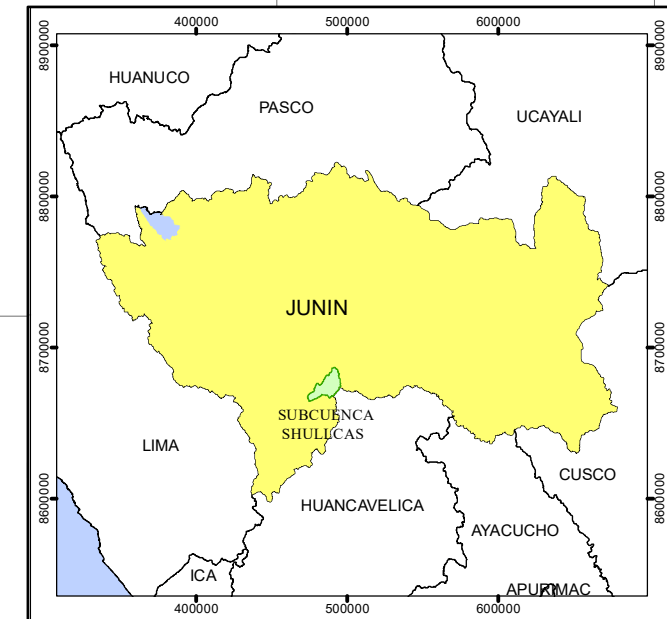 400000
500000
600000
8900000
8900000
HUANUCO
PASCO
UCAYALI
8800000
8800000
JUNIN
8700000
8700000
SUBCUENCA
SHULLCAS
LIMA
CUSCO
8600000
8600000
HUANCAVELICA
AYACUCHO
ICA
APURIMAC
400000
500000
600000